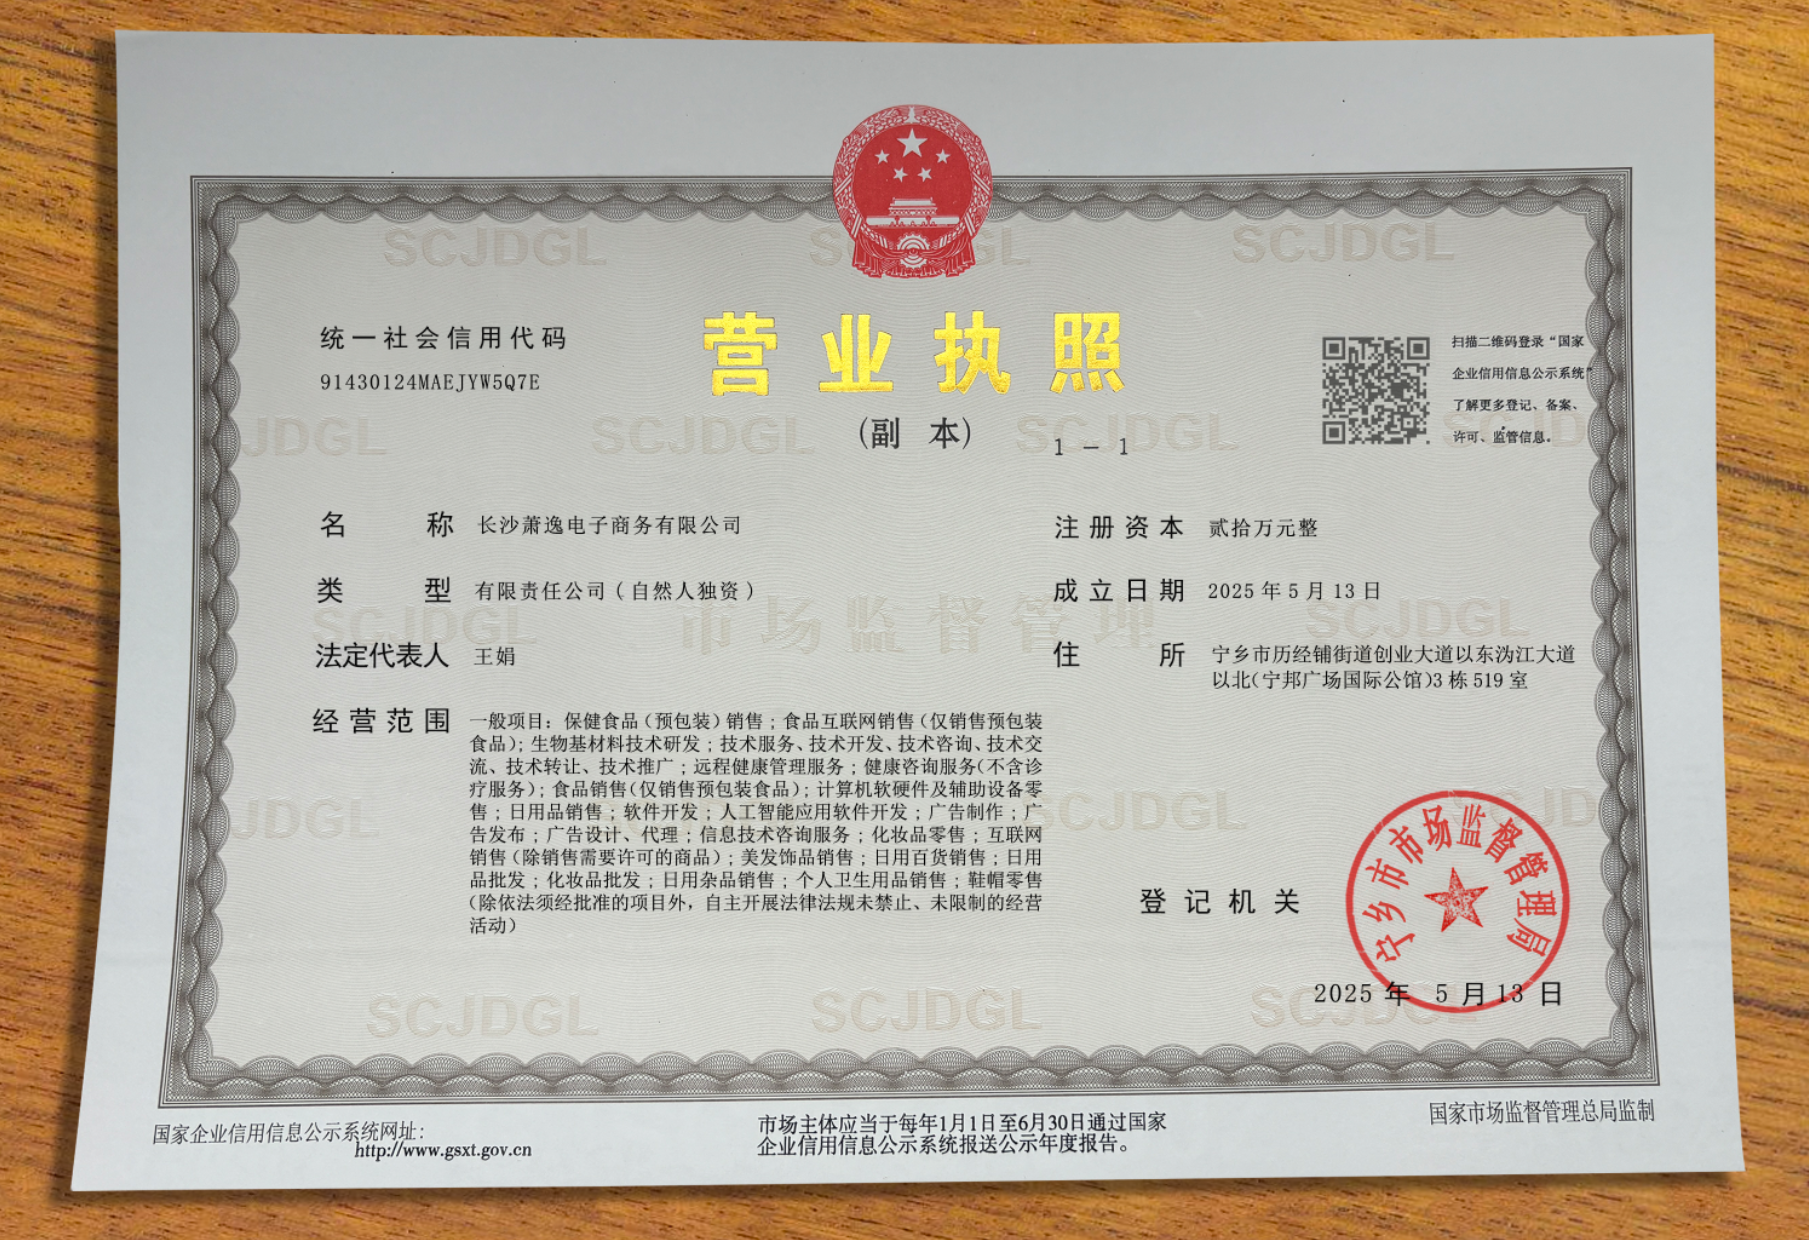 SCJDGL SCJDGL SCJDGL
统一社会信用代码
91430124MAEJYW5Q7E
营业执照
（副 本） 1－1
扫描二维码登录“国家
企业信用信息公示系统”
了解更多登记、备案、
许可、监管信息。
JDGL SCJDGL SCJDGL
名称 长沙萧逸电子商务有限公司
类型 有限责任公司（自然人独资）
法定代表人 王娟
经营范围 一般项目：保健食品（预包装）销售；食品互联网销售（仅销售预包装
食品）；生物基材料技术研发；技术服务、技术开发、技术咨询、技术交
流、技术转让、技术推广；远程健康管理服务；健康咨询服务（不含诊
疗服务）；食品销售（仅销售预包装食品）；计算机软硬件及辅助设备零
售；日用品销售；软件开发；人工智能应用软件开发；广告制作；广
告发布；广告设计、代理；信息技术咨询服务；化妆品零售；互联网
销售（除销售需要许可的商品）；美发饰品销售；日用百货销售；日用
品批发；化妆品批发；日用杂品销售；个人卫生用品销售；鞋帽零售
（除依法须经批准的项目外，自主开展法律法规未禁止、未限制的经营
活动）
注册资本 贰拾万元整
成立日期 2025年5月13日
住所 宁乡市历经铺街道创业大道以东沩江大道
以北（宁邦广场国际公馆）3栋519室
SCJDGL 市场监督管理 SCJDGL
JDGL SCJDGL SCJD
登记机关
宁乡市市场监督管理局
2025年5月13日
SCJDGL SCJDGL SCJDGL
国家企业信用信息公示系统网址：
http://www.gsxt.gov.cn
市场主体应当于每年1月1日至6月30日通过国家
企业信用信息公示系统报送公示年度报告。
国家市场监督管理总局监制